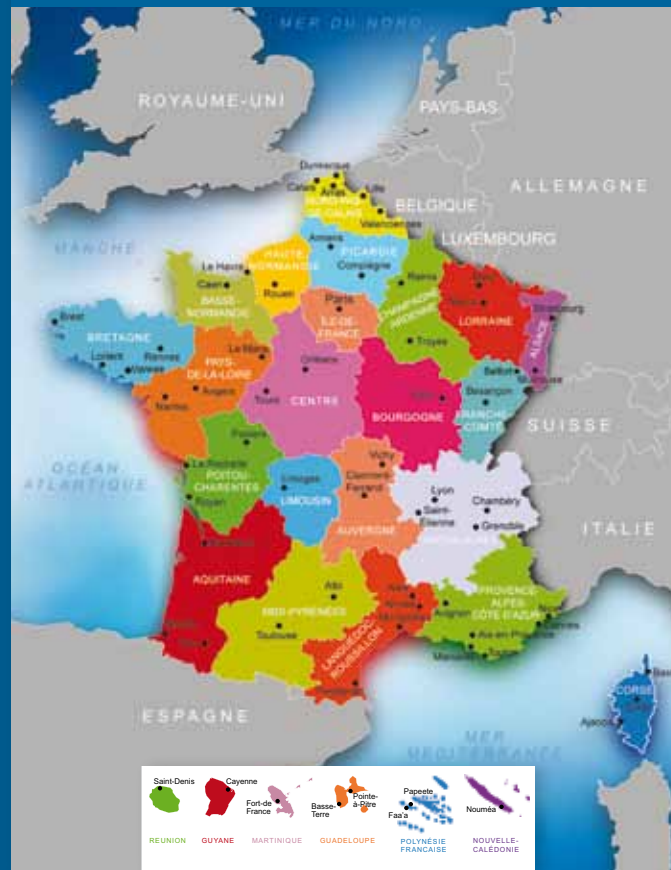 MER DU NORD
ROYAUME-UNI
PAYS-BAS
ALLEMAGNE
BELGIQUE
LUXEMBOURG
MANCHE
Dunkerque
Calais
Lille
Arras
NORD-PAS-
DE-CALAIS
Valenciennes
Amiens
PICARDIE
Compiègne
HAUTE-
NORMANDIE
Le Havre
Rouen
Caen
BASSE-
NORMANDIE
Paris
ÎLE-DE-
FRANCE
Reims
CHAMPAGNE
ARDENNE
Troyes
LORRAINE
Strasbourg
ALSACE
Mulhouse
Brest
BRETAGNE
Lorient
Rennes
Vannes
Le Mans
PAYS-
DE-LA-LOIRE
Angers
Nantes
Orléans
Tours
CENTRE
BOURGOGNE
Belfort
Besançon
FRANCHE-
COMTÉ
SUISSE
OCÉAN
ATLANTIQUE
Poitiers
La Rochelle
POITOU-
CHARENTES
Royan
Limoges
LIMOUSIN
Vichy
Clermont-
Ferrand
AUVERGNE
Lyon
Saint-
Étienne
Chambéry
Grenoble
ITALIE
AQUITAINE
Albi
MIDI-PYRÉNÉES
Toulouse
Nîmes
Montpellier
LANGUEDOC-
ROUSSILLON
Perpignan
PROVENCE-
ALPES-
CÔTE D'AZUR
Avignon
Cannes
Aix-en-Provence
Marseille
Toulon
ESPAGNE
CORSE
Ajaccio
MER
MÉDITERRANÉE
Saint-Denis
REUNION
Cayenne
GUYANE
Fort-de
France
MARTINIQUE
Basse-
Terre
Pointe-
à-Pitre
GUADELOUPE
Papeete
Faa'a
POLYNÉSIE
FRANCAISE
Nouméa
NOUVELLE-
CALÉDONIE